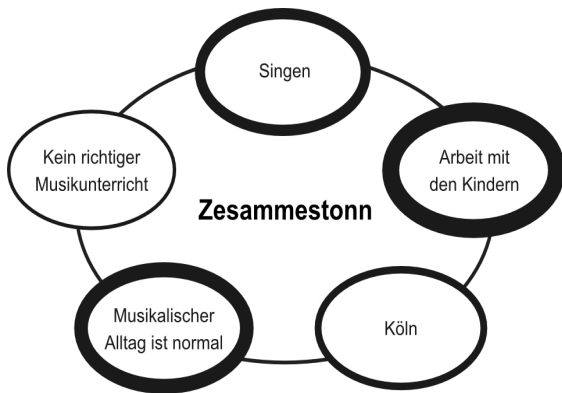 Singen
Arbeit mit
den Kindern
Köln
Musikalischer
Alltag ist normal
Kein richtiger
Musikunterricht
Zesammestonn